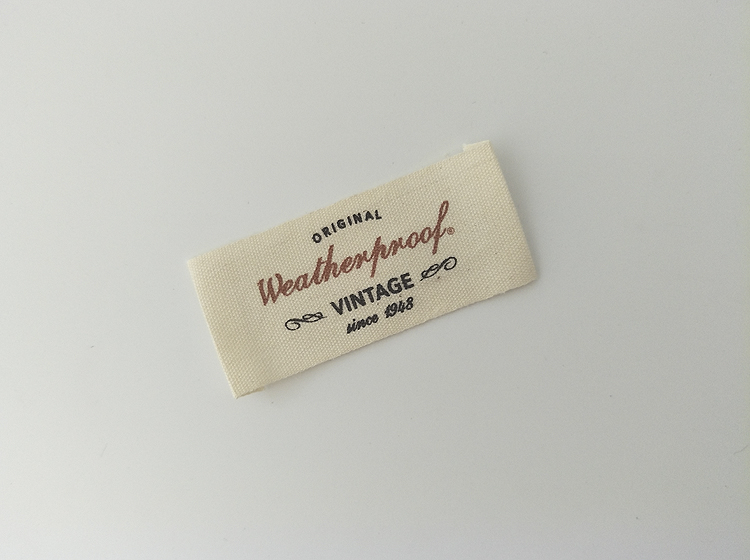 ORIGINAL
Weatherproof®
VINTAGE
since 1948